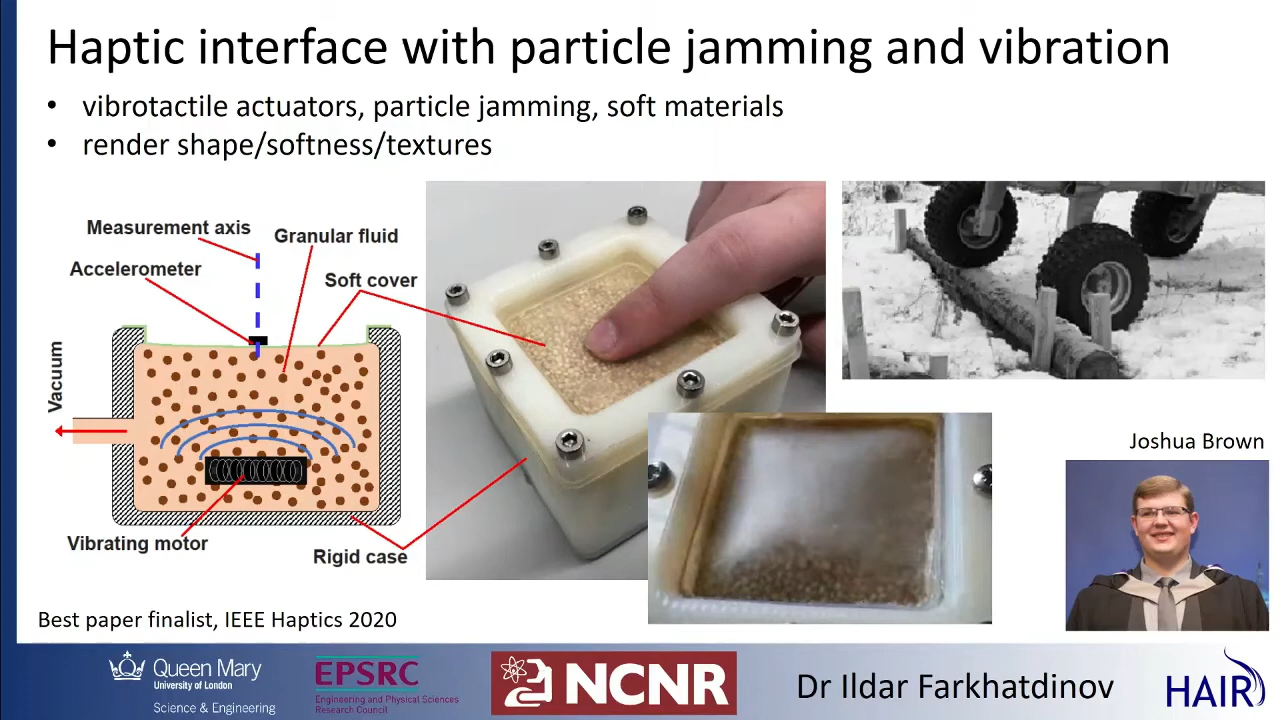 Haptic interface with particle jamming and vibration
• vibrotactile actuators, particle jamming, soft materials
• render shape/softness/textures
Measurement axis
Granular fluid
Accelerometer
Soft cover
Vacuum
Vibrating motor
Rigid case
Joshua Brown
Best paper finalist, IEEE Haptics 2020
Queen Mary
University of London
Science & Engineering
EPSRC
Engineering and Physical Sciences
Research Council
NCNR
Dr Ildar Farkhatdinov
HAIR